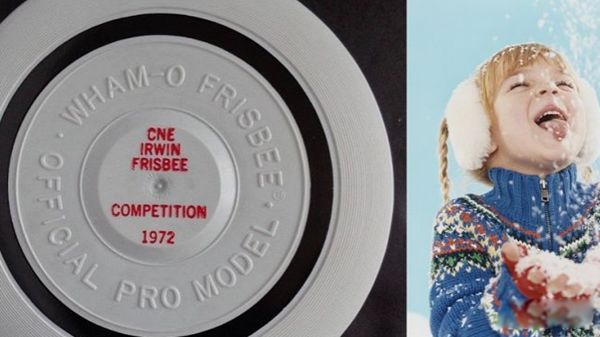 · WHAM-O FRISBEE® ·
OFFICIAL PRO MODEL
CNE
IRWIN
FRISBEE
COMPETITION
1972